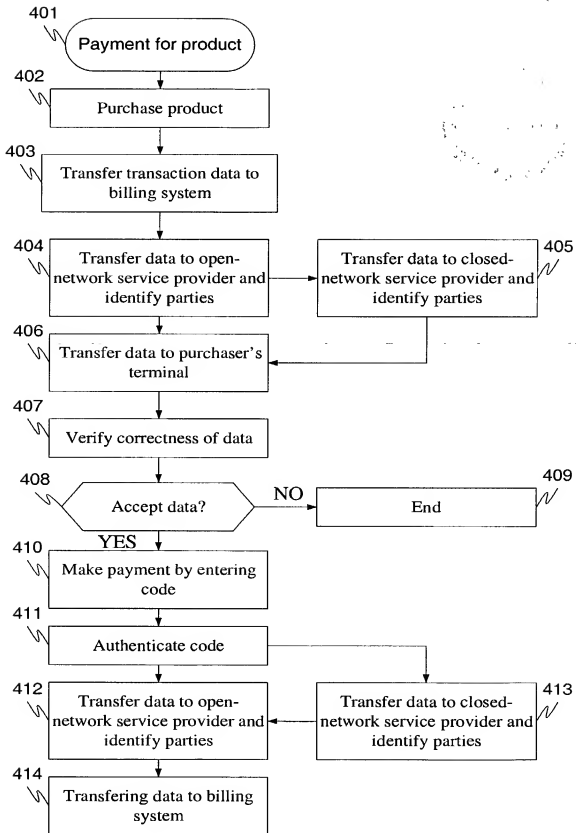 401
Payment for product
402
Purchase product
403
Transfer transaction data to
billing system
404
Transfer data to open-
network service provider and
identify parties
405
Transfer data to closed-
network service provider and
identify parties
406
Transfer data to purchaser's
terminal
407
Verify correctness of data
408
Accept data?
NO
409
End
YES
410
Make payment by entering
code
411
Authenticate code
412
Transfer data to open-
network service provider and
identify parties
413
Transfer data to closed-
network service provider and
identify parties
414
Transfering data to billing
system